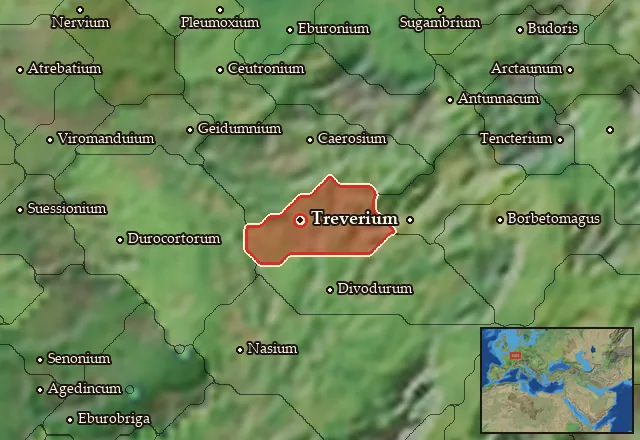 Nervium
Pleumoxium
Sugambrium
Eburonium
Budoris
Atrebatium
Ceutronium
Arctaunum
Antunnacum
Geidumnium
Viromanduium
Caerosium
Tencterium
Suessionium
Treverium
Borbetomagus
Durocortorum
Divodurum
Nasium
Senonium
Agedincum
Eburobriga